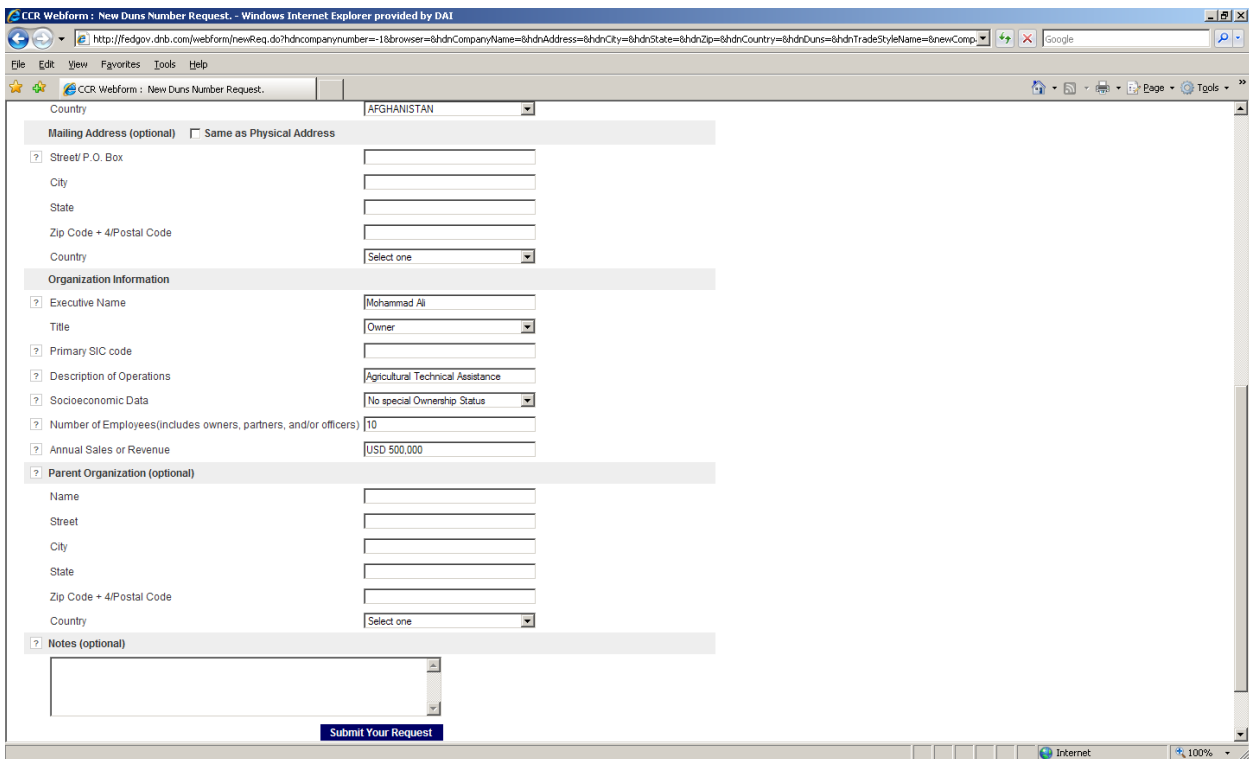 CCR Webform : New Duns Number Request. - Windows Internet Explorer provided by DAI
http://fedgov.dnb.com/webform/newReq.do?hdncompanynumber=-1&browser=&hdnCompanyName=&hdnAddress=&hdnCity=&hdnState=&hdnZip=&hdnCountry=&hdnDuns=&hdnTradeStyleName=&newComp. Google
File Edit View Favorites Tools Help
CCR Webform : New Duns Number Request. Page Tools »
Country AFGHANISTAN
Mailing Address (optional) Same as Physical Address
? Street/ P.O. Box
City
State
Zip Code + 4/Postal Code
Country Select one
Organization Information
? Executive Name Mohammad Ali
Title Owner
? Primary SIC code
? Description of Operations Agricultural Technical Assistance
? Socioeconomic Data No special Ownership Status
? Number of Employees(includes owners, partners, and/or officers) 10
? Annual Sales or Revenue USD 500,000
? Parent Organization (optional)
Name
Street
City
State
Zip Code + 4/Postal Code
Country Select one
? Notes (optional)
Submit Your Request
Internet 100%